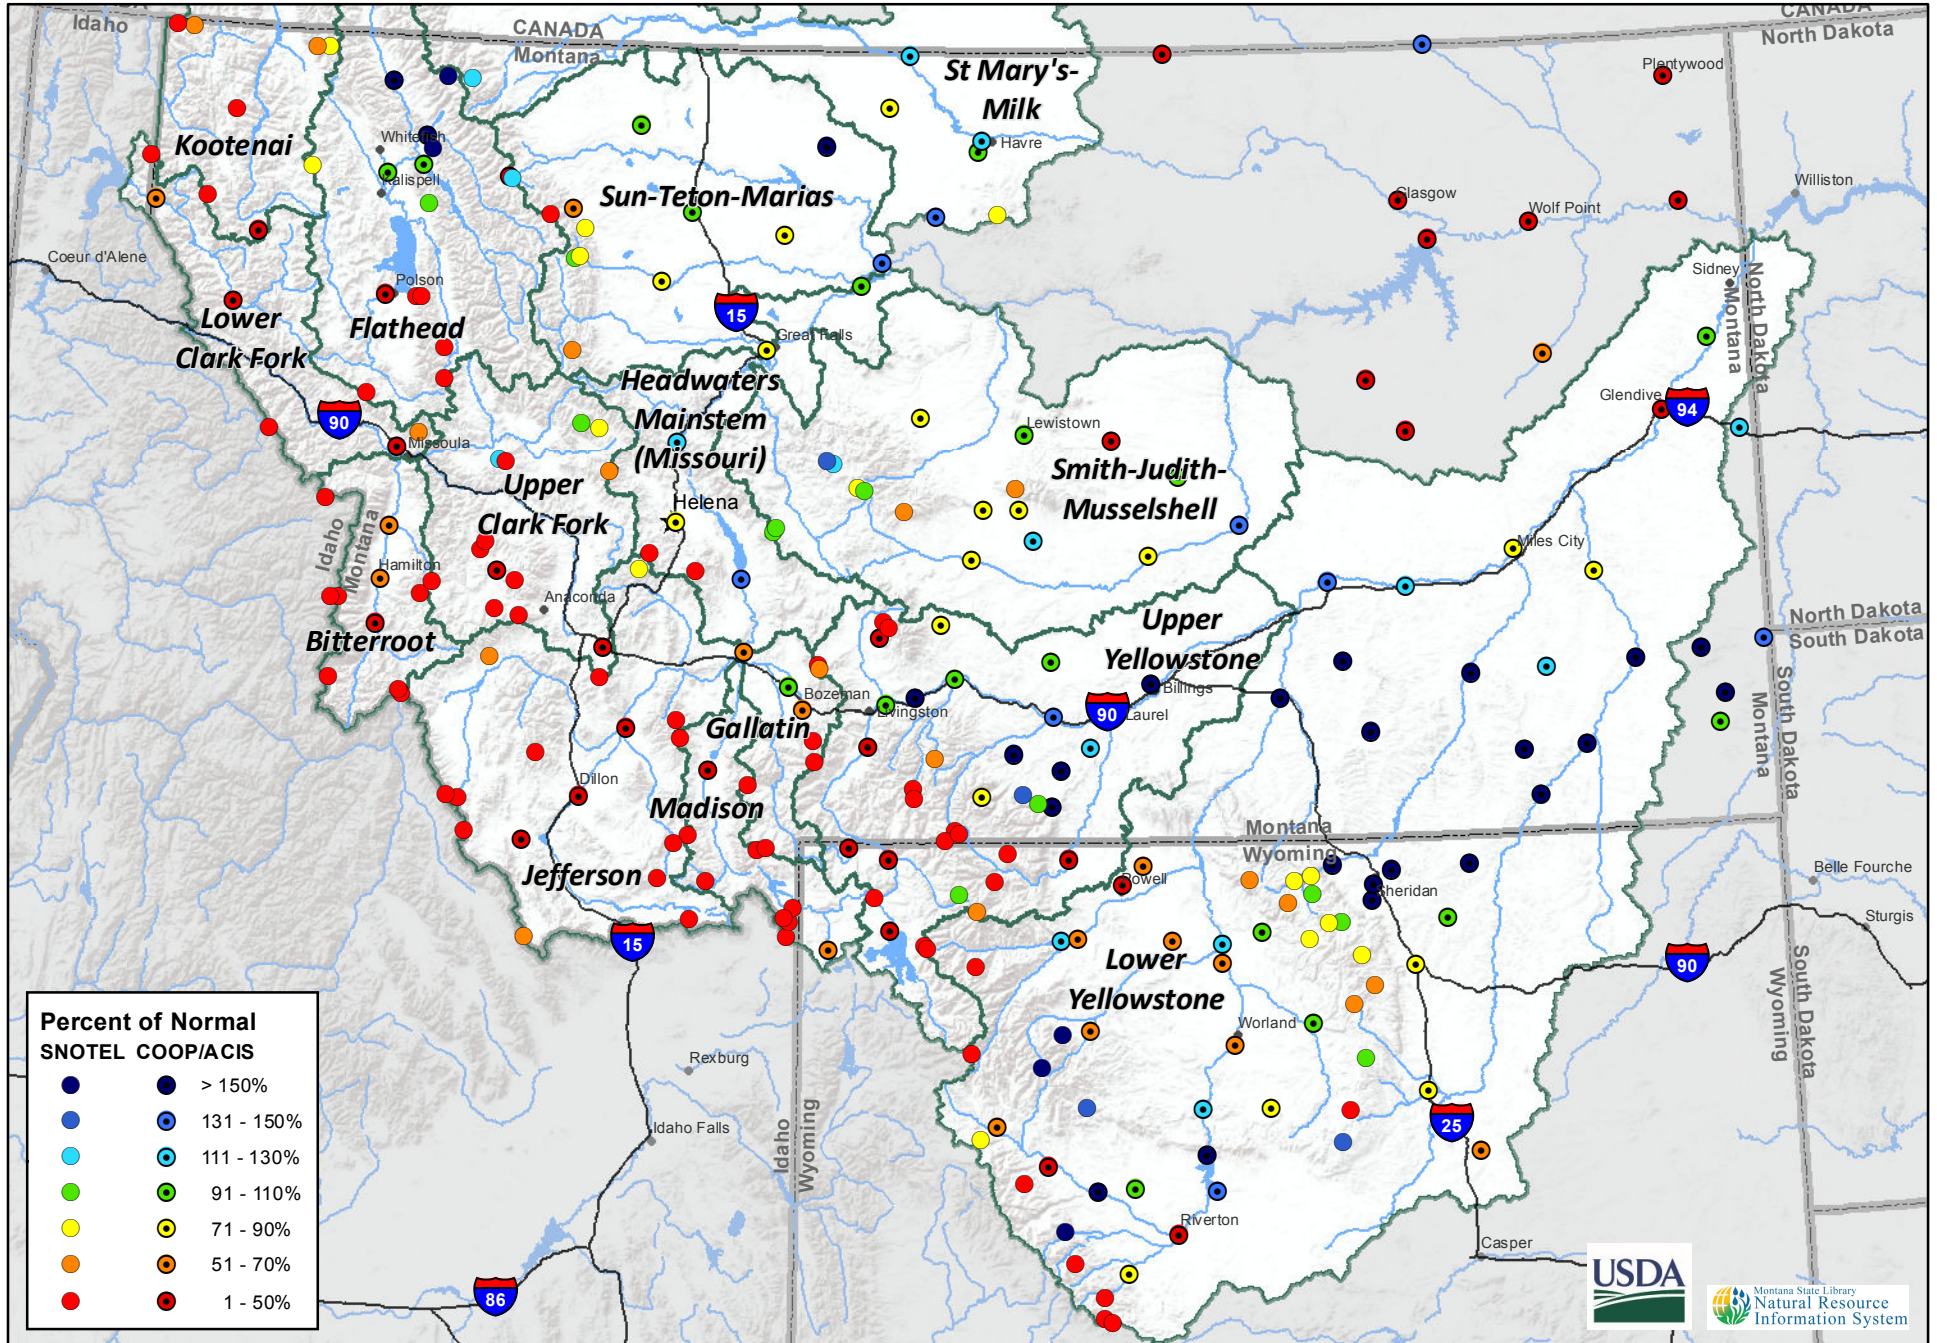 CANADA
Idaho
CANADA
Montana
CANADA
North Dakota
St Mary's-
Milk
Plentywood
Kootenai
Whitefish
Havre
Kalispell
Sun-Teton-Marias
Glasgow
Wolf Point
Williston
Coeur d'Alene
Polson
Sidney
Montana
North Dakota
Lower
Clark Fork
Flathead
15
Great Falls
Headwaters
Mainstem
(Missouri)
Glendive
94
90
Missoula
Lewistown
Smith-Judith-
Musselshell
Upper
Clark Fork
Helena
Idaho
Montana
Miles City
Hamilton
Anaconda
Bitterroot
Upper
Yellowstone
North Dakota
South Dakota
Billings
Bozeman
Livingston
90
Laurel
Gallatin
Montana
South Dakota
Dillon
Madison
Montana
Wyoming
Jefferson
Powell
Sheridan
Belle Fourche
Sturgis
15
Lower
Yellowstone
90
Wyoming
South Dakota
Worland
Rexburg
Idaho Falls
Idaho
Wyoming
25
Riverton
Casper
86
Percent of Normal
SNOTEL COOP/ACIS
> 150%
131 - 150%
111 - 130%
91 - 110%
71 - 90%
51 - 70%
1 - 50%
USDA
Montana State Library
Natural Resource
Information System